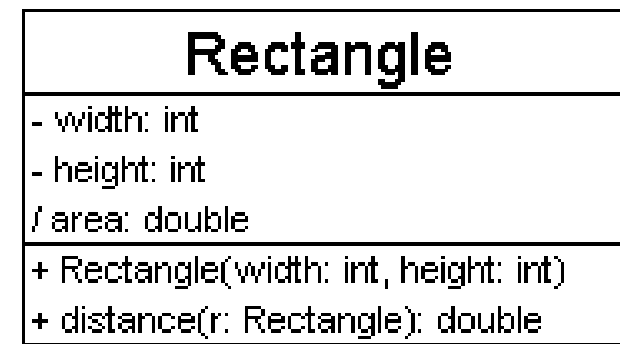 Rectangle
- width: int
- height: int
/ area: double
+ Rectangle(width: int, height: int)
+ distance(r: Rectangle): double